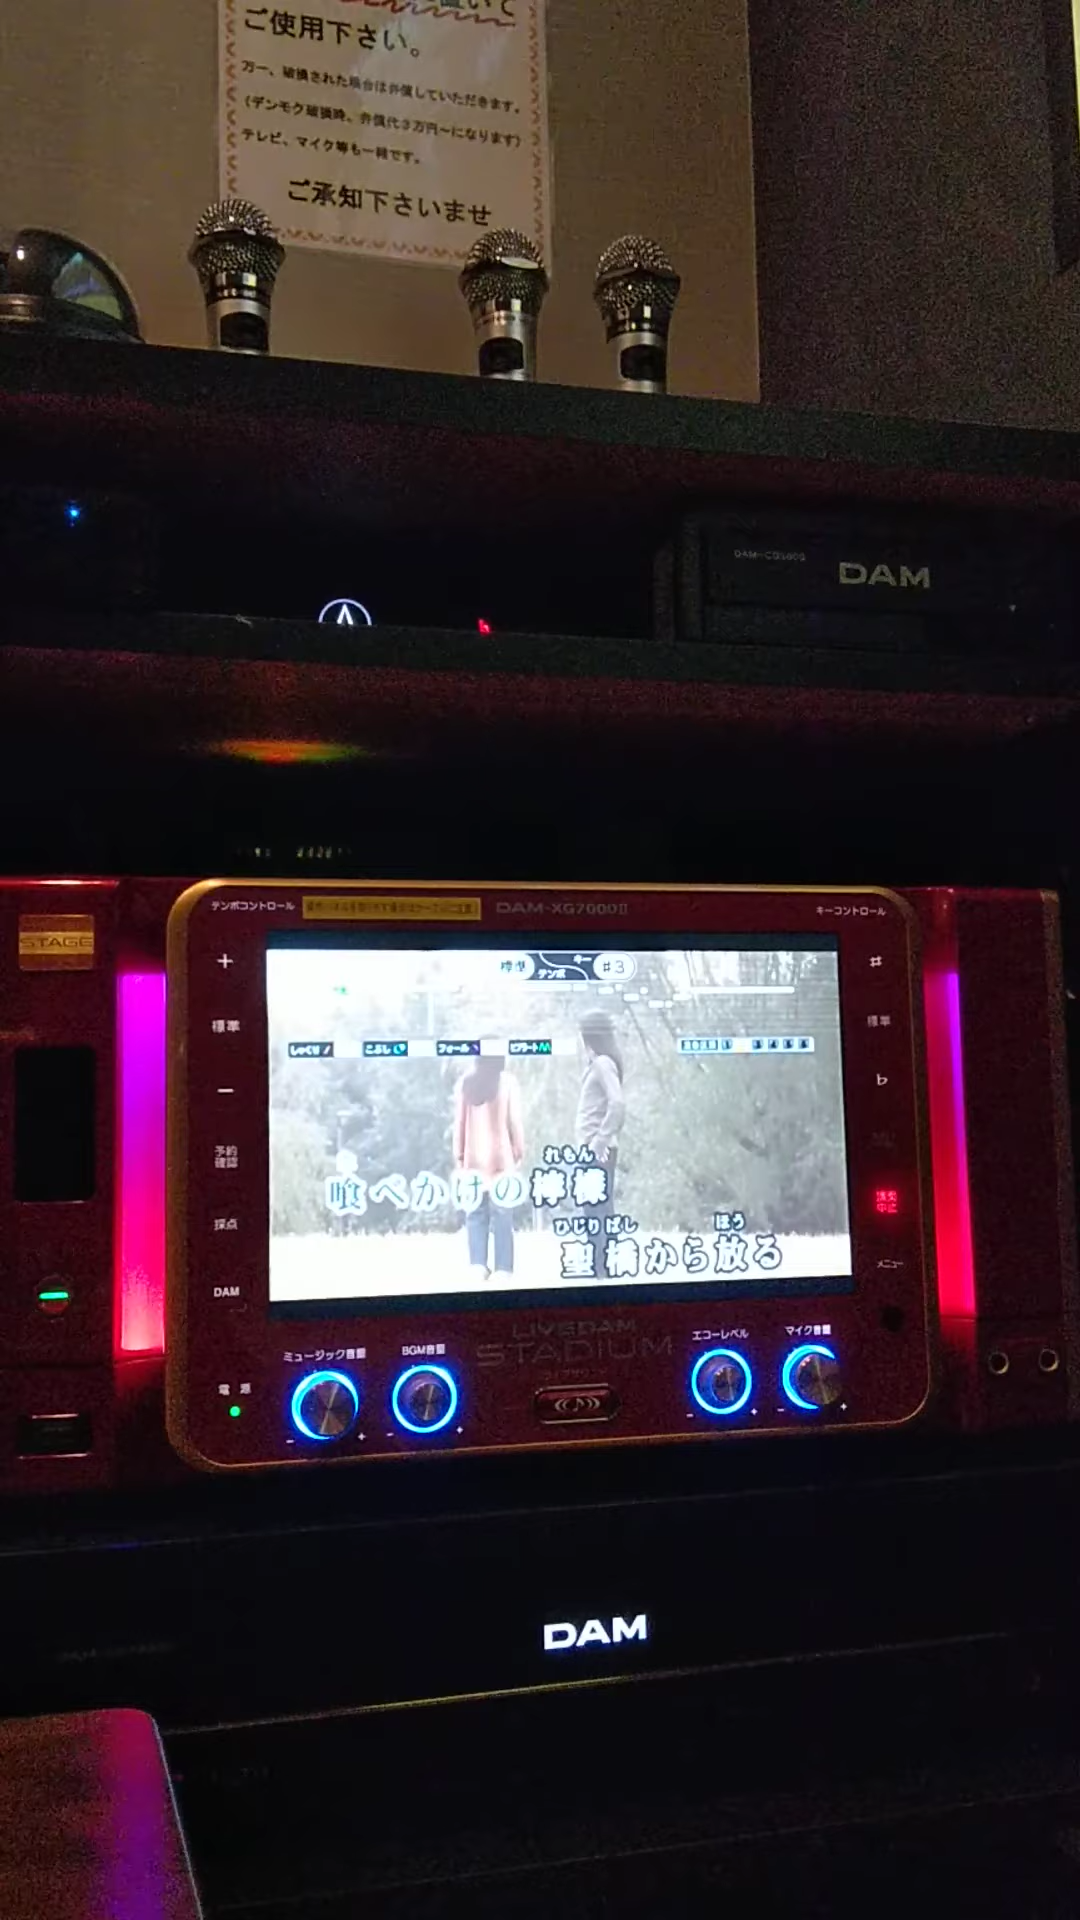 ご使用下さい。
万一、破損された場合は弁償していただきます。
(デンモク破損時、弁償代3万円〜になります)
テレビ、マイク等も一緒です。
ご承知下さいませ
DAM
STAGE
テンポコントロール
DAM-XG7000II
キーコントロール
+
標準
−
予約確認
採点
DAM
電源
♯
標準
♭
演奏中止
メニュー
標準
テンポ
キー
♯3
しゃくり
こぶし
フォール
ビブラート
喰べかけの檸檬
れもん
聖橋から放る
ひじりばし
ほう
LIVEDAM
STADIUM
ミュージック音量
BGM音量
エコーレベル
マイク音量
DAM